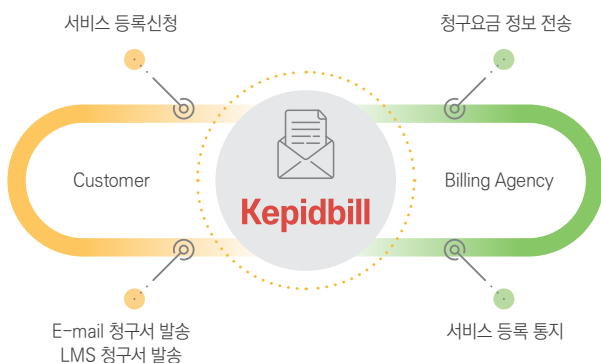 서비스 등록신청
청구요금 정보 전송
Customer
Kepidbill
Billing Agency
E-mail 청구서 발송
LMS 청구서 발송
서비스 등록 통지